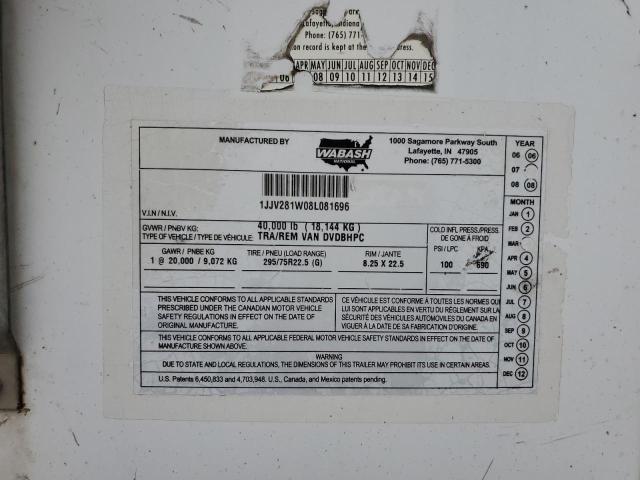 Lafayette, Indiana
Phone: (765) 771-
on record is kept at the
APR MAY JUN JUL AUG SEP OCT NOV DEC
06 08 09 10 11 12 13 14 15
MANUFACTURED BY
WABASH
NATIONAL
1000 Sagamore Parkway South
Lafayette, IN 47905
Phone: (765) 771-5300
YEAR
06 06
07
08 08
1JJV281W08L081696
V.I.N / N.I.V.
MONTH
JAN 1
FEB 2
MAR
APR 4
MAY 5
JUN 6
JUL 7
AUG 8
SEP 9
OCT 10
NOV 11
DEC 12
GVWR / PNBV KG: 40,000 lb ( 18,144 KG )
TYPE OF VEHICLE / TYPE DE VÉHICULE: TRA/REM VAN DVDBHPC
COLD INFL PRESS./PRESS.
DE GONE À FROID
PSI / LPC KPA
100 690
GAWR / PNBE KG TIRE / PNEU (LOAD RANGE) RIM / JANTE
1 @ 20,000 / 9,072 KG 295/75R22.5 (G) 8.25 X 22.5
THIS VEHICLE CONFORMS TO ALL APPLICABLE STANDARDS
PRESCRIBED UNDER THE CANADIAN MOTOR VEHICLE
SAFETY REGULATIONS IN EFFECT ON THE DATE OF
ORIGINAL MANUFACTURE.
CE VÉHICULE EST CONFORME À TOUTES LES NORMES QUI
LUI SONT APPLICABLES EN VERTU DU RÈGLEMENT SUR LA
SÉCURITÉ DES VÉHICULES AUTOMOBILES DU CANADA EN
VIGUER À LA DATE DE SA FABRICATION D'ORIGIN.
THIS VEHICLE CONFORMS TO ALL APPLICABLE FEDERAL MOTOR VEHICLE SAFETY STANDARDS IN EFFECT ON THE DATE OF
MANUFACTURE SHOWN ABOVE.
WARNING
DUE TO STATE AND LOCAL REGULATIONS, THE DIMENSIONS OF THIS TRAILER MAY PROHIBIT ITS USE IN CERTAIN AREAS.
U.S. Patents 6,450,833 and 4,703,948. U.S., Canada, and Mexico patents pending.